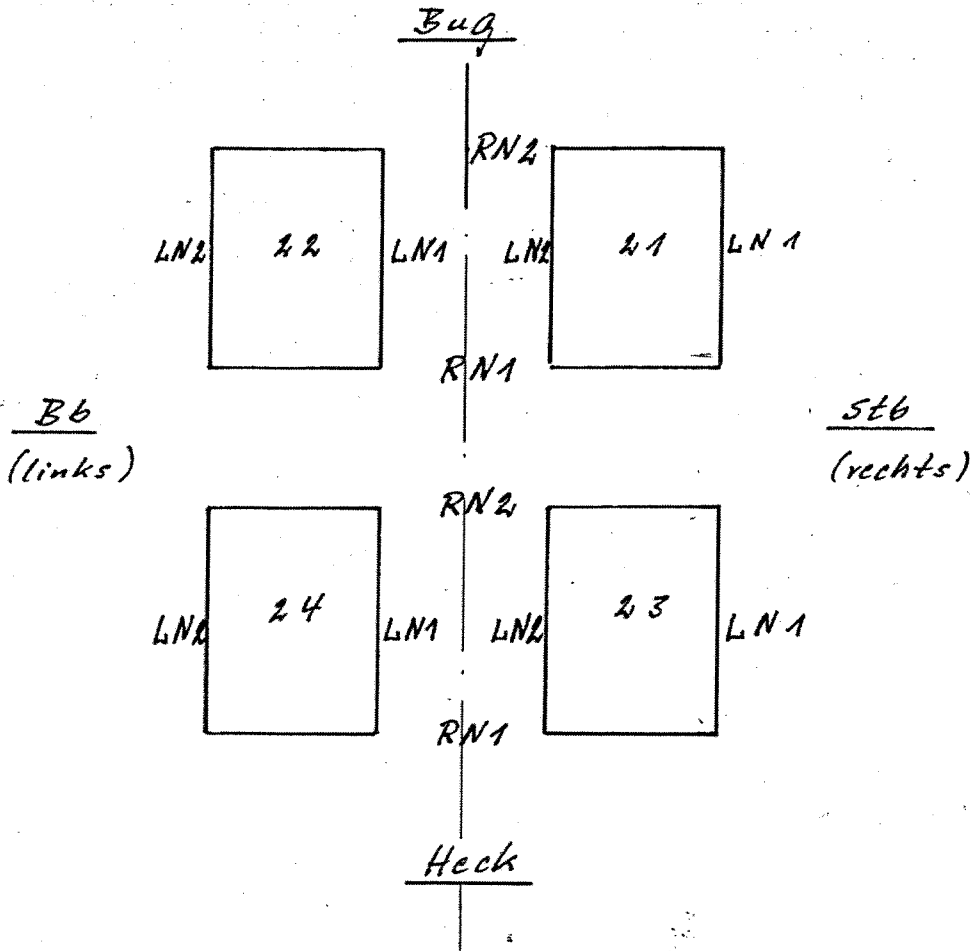 Bug
RN2
LN2 22 LN1 LN2 21 LN1
RN1
Bb Stb
(links) (rechts)
RN2
24 23
LN2 LN1 LN2 LN1
RN1
Heck